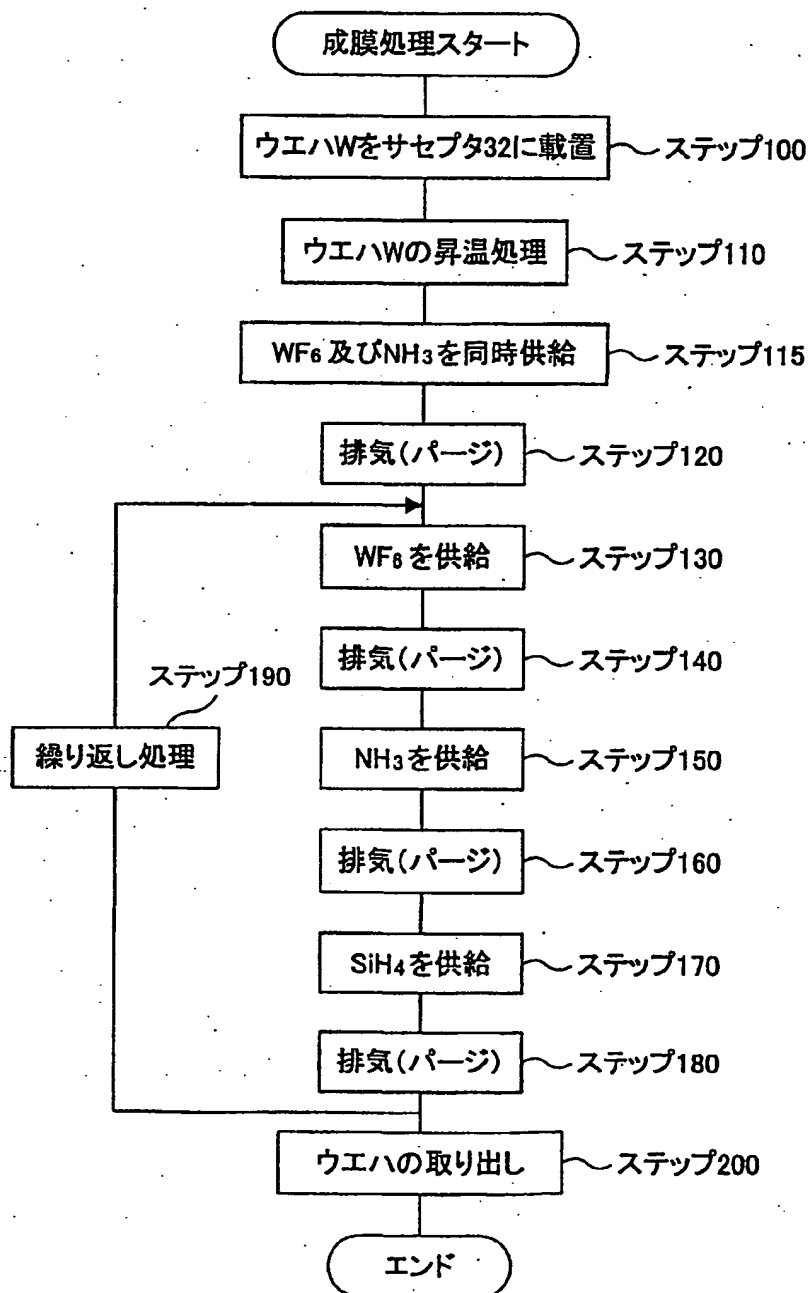 成膜処理スタート
ウエハWをサセプタ32に載置 ステップ100
ウエハWの昇温処理 ステップ110
WF₆及びNH₃を同時供給 ステップ115
排気(パージ) ステップ120
WF₆を供給 ステップ130
排気(パージ) ステップ140
ステップ190
繰り返し処理
NH₃を供給 ステップ150
排気(パージ) ステップ160
SiH₄を供給 ステップ170
排気(パージ) ステップ180
ウエハの取り出し ステップ200
エンド